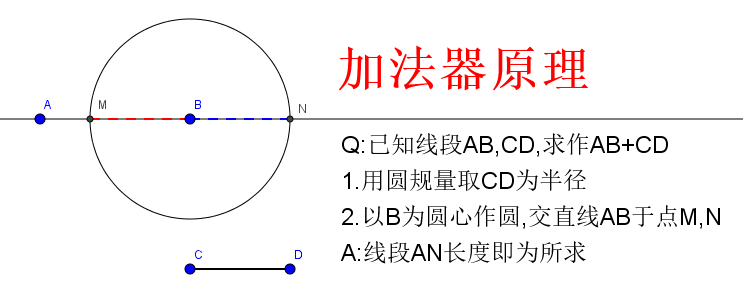 加法器原理
A
M
B
N
Q:已知线段AB,CD,求作AB+CD
1.用圆规量取CD为半径
2.以B为圆心作圆,交直线AB于点M,N
A:线段AN长度即为所求
C
D